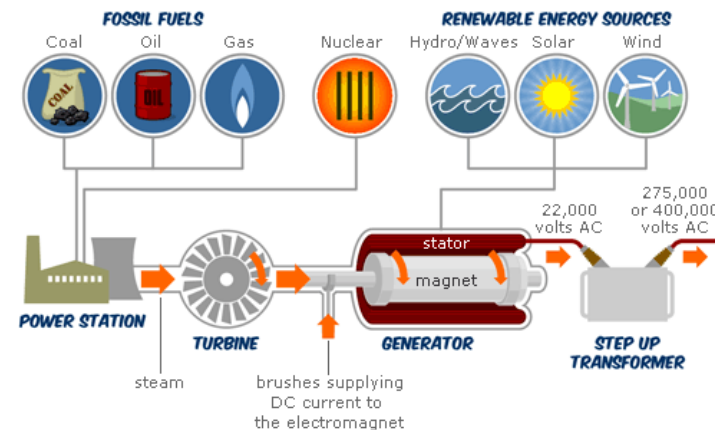 FOSSIL FUELS
RENEWABLE ENERGY SOURCES
Coal
Oil
Gas
Nuclear
Hydro/Waves
Solar
Wind
COAL
OIL
275,000
or 400,000
volts AC
22,000
volts AC
stator
magnet
POWER STATION
TURBINE
GENERATOR
STEP UP
TRANSFORMER
steam
brushes supplying
DC current to
the electromagnet